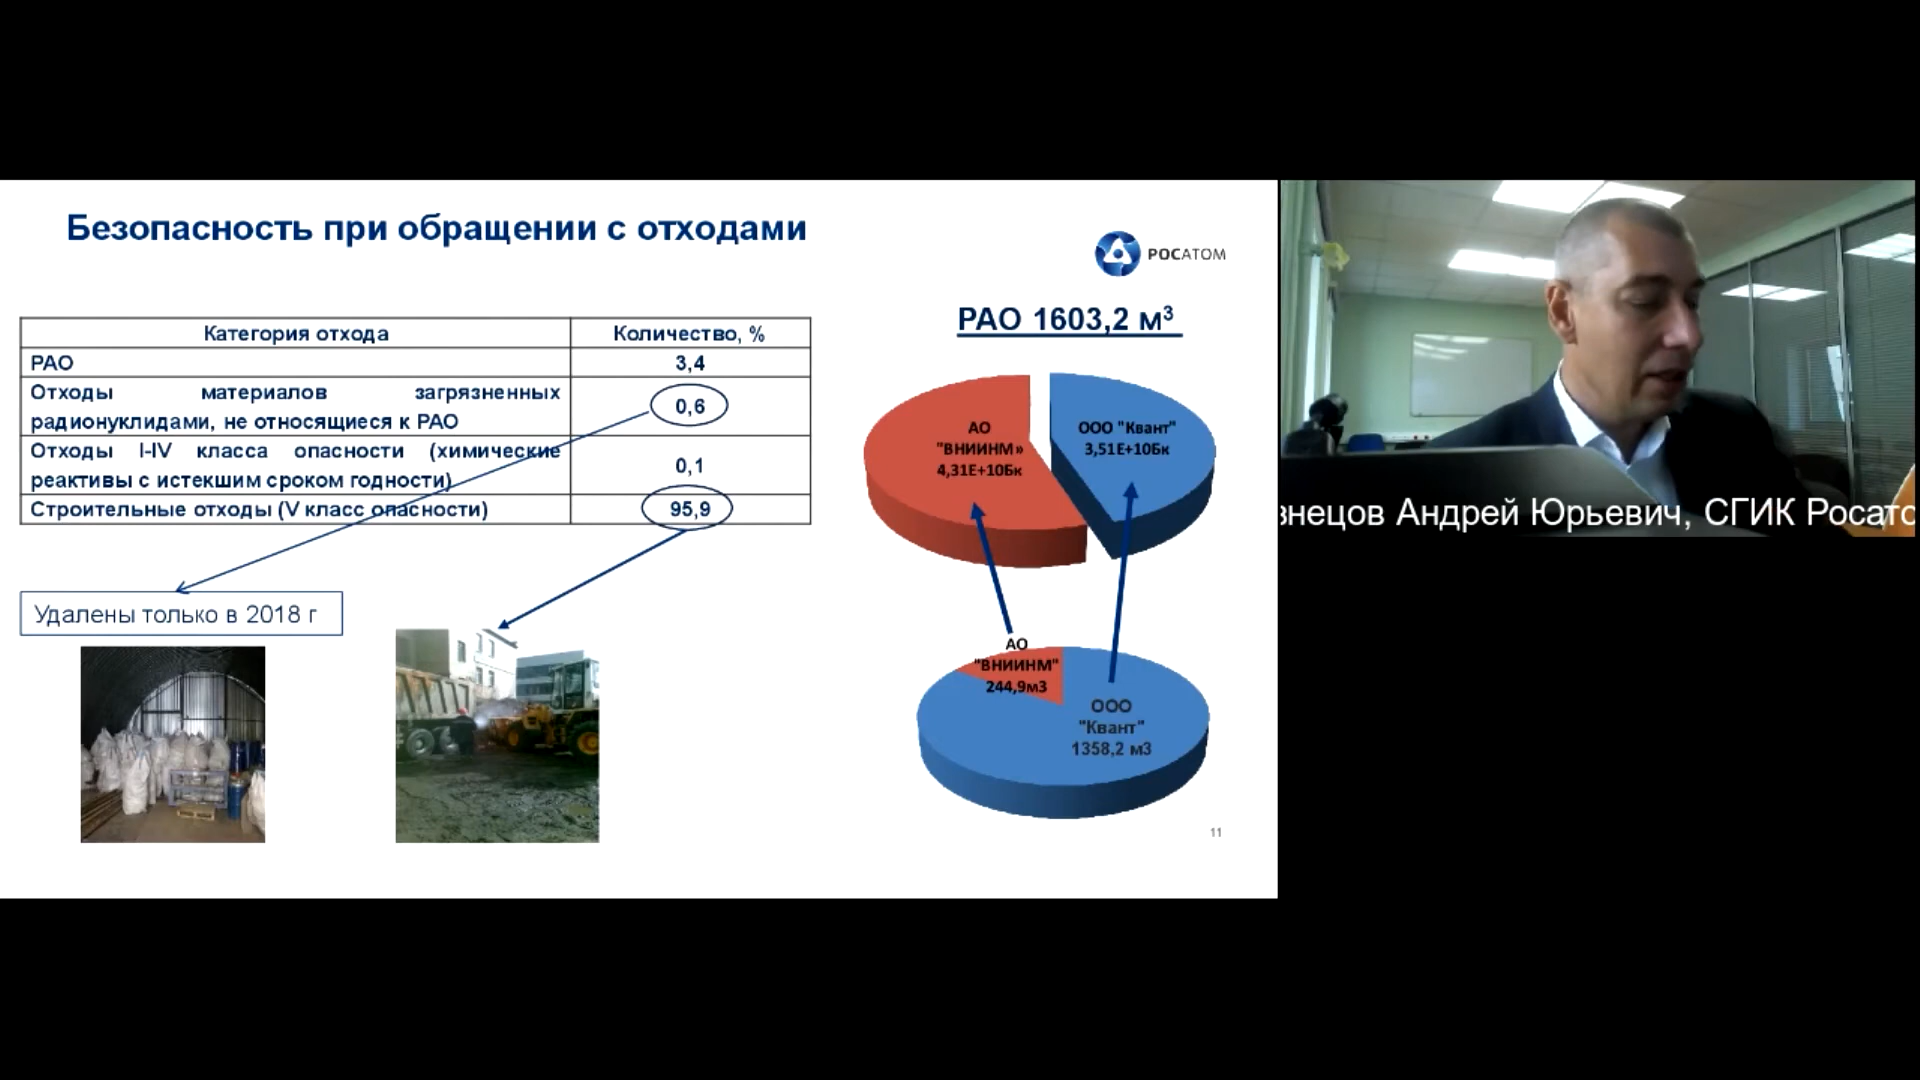 Безопасность при обращении с отходами
РОСАТОМ
Категория отхода
Количество, %
РАО
3,4
Отходы материалов загрязненных
радионуклидами, не относящиеся к РАО
0,6
Отходы I-IV класса опасности (химические
реактивы с истекшим сроком годности)
0,1
Строительные отходы (V класс опасности)
95,9
Удалены только в 2018 г
РАО 1603,2 м³
АО
"ВНИИНМ»
4,31Е+10Бк
ООО "Квант"
3,51Е+10Бк
АО
"ВНИИНМ"
244,9м3
ООО
"Квант"
1358,2 м3
11
Андрей Юрьевич, СГИК